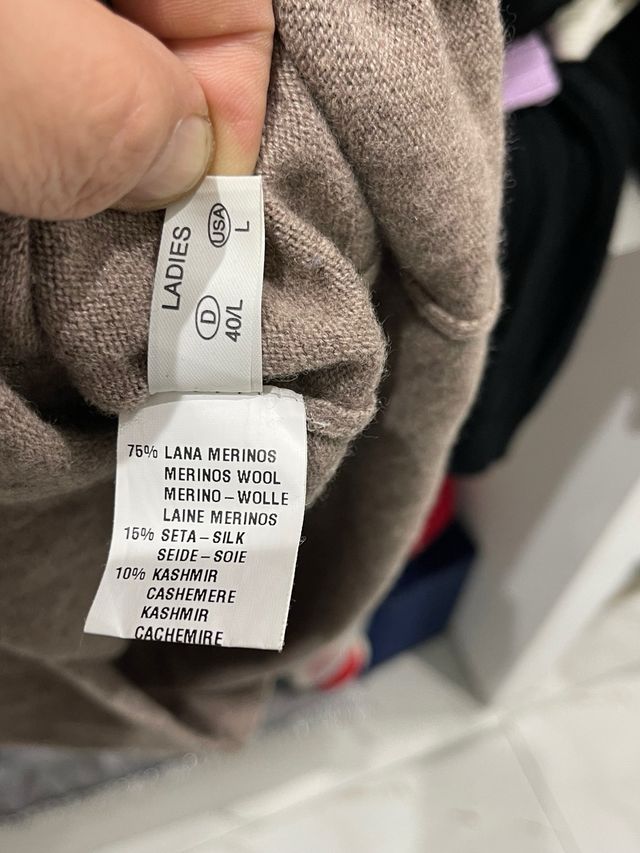 LADIES
USA L
D 40/L
75% LANA MERINOS
MERINOS WOOL
MERINO-WOLLE
LAINE MERINOS
15% SETA-SILK
SEIDE-SOIE
10% KASHMIR
CASHEMERE
KASHMIR
CACHEMIRE